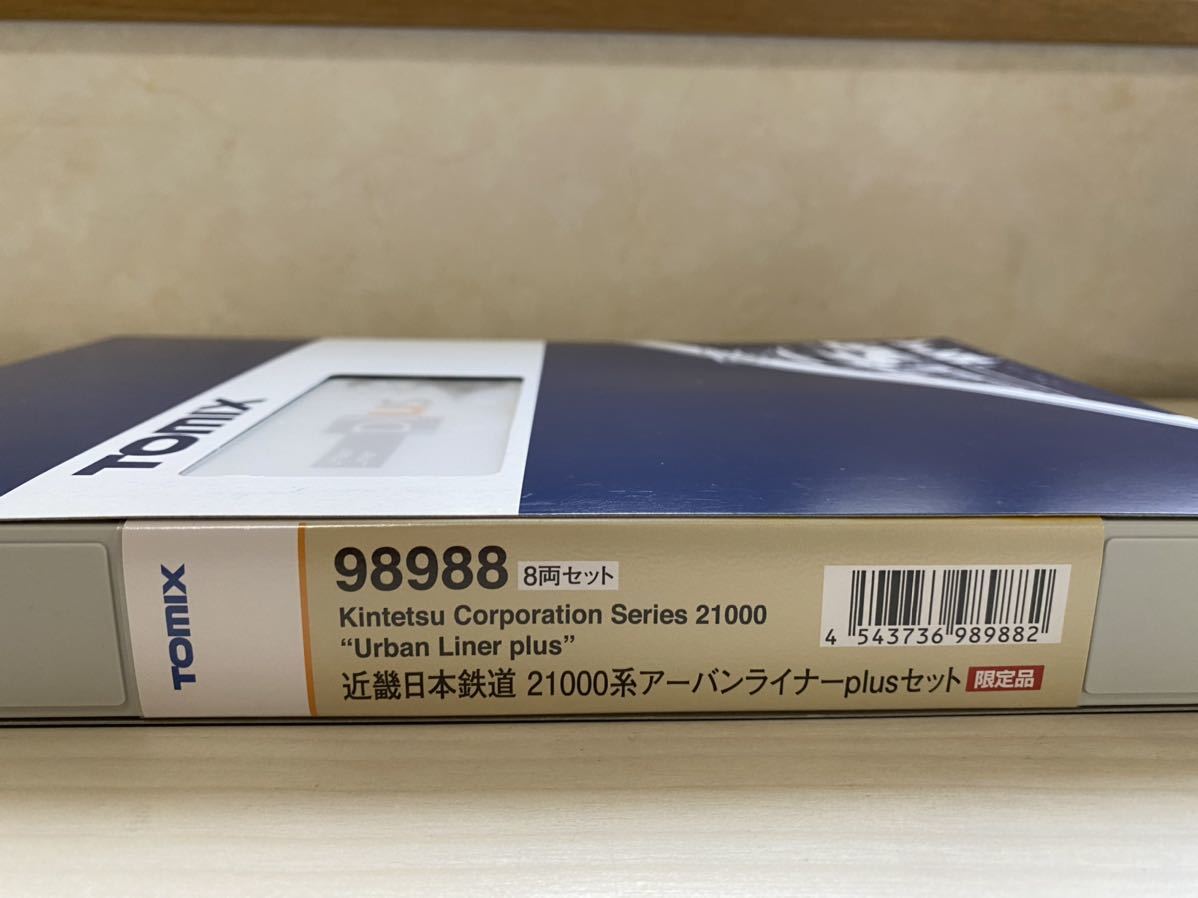 TOMIX
plus
TOMIX
98988 8両セット
Kintetsu Corporation Series 21000
“Urban Liner plus”
近畿日本鉄道 21000系アーバンライナーplusセット 限定品
4 543736 989882